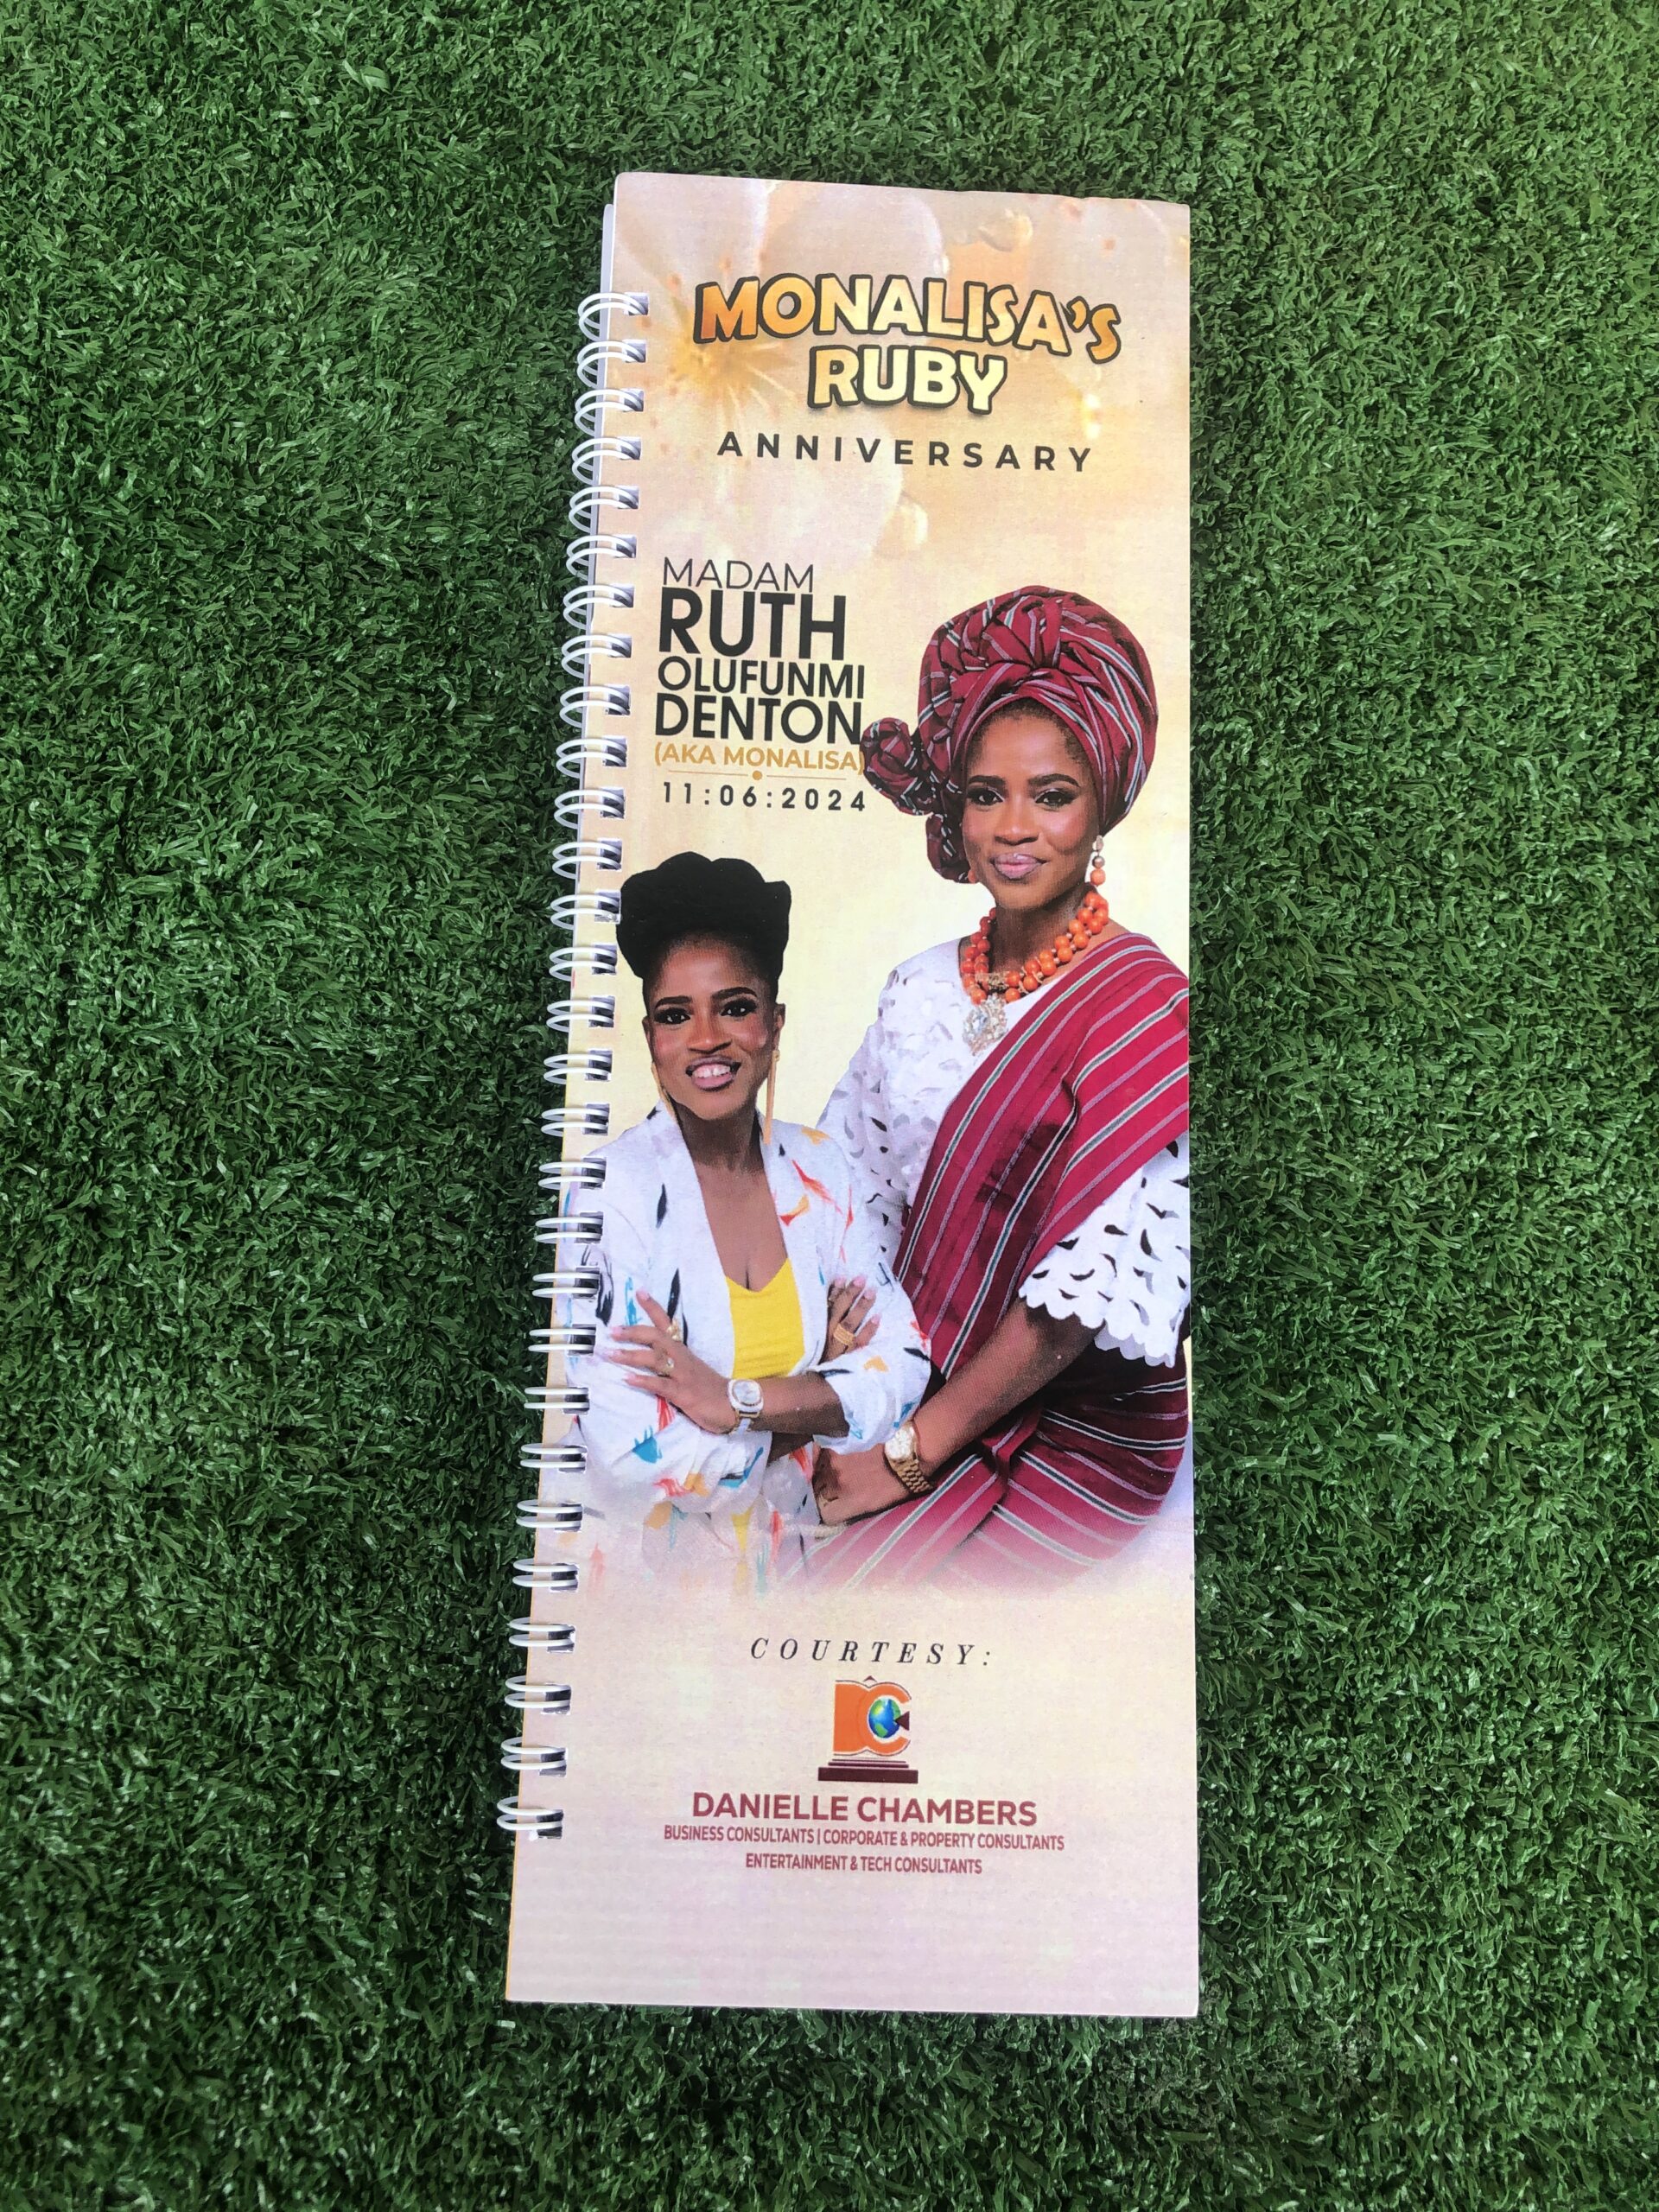 MONALISA'S
RUBY
ANNIVERSARY
MADAM
RUTH
OLUFUNMI
DENTON
(AKA MONALISA)
11:06:2024
COURTESY:
DC
DANIELLE CHAMBERS
BUSINESS CONSULTANTS | CORPORATE & PROPERTY CONSULTANTS
ENTERTAINMENT & TECH CONSULTANTS